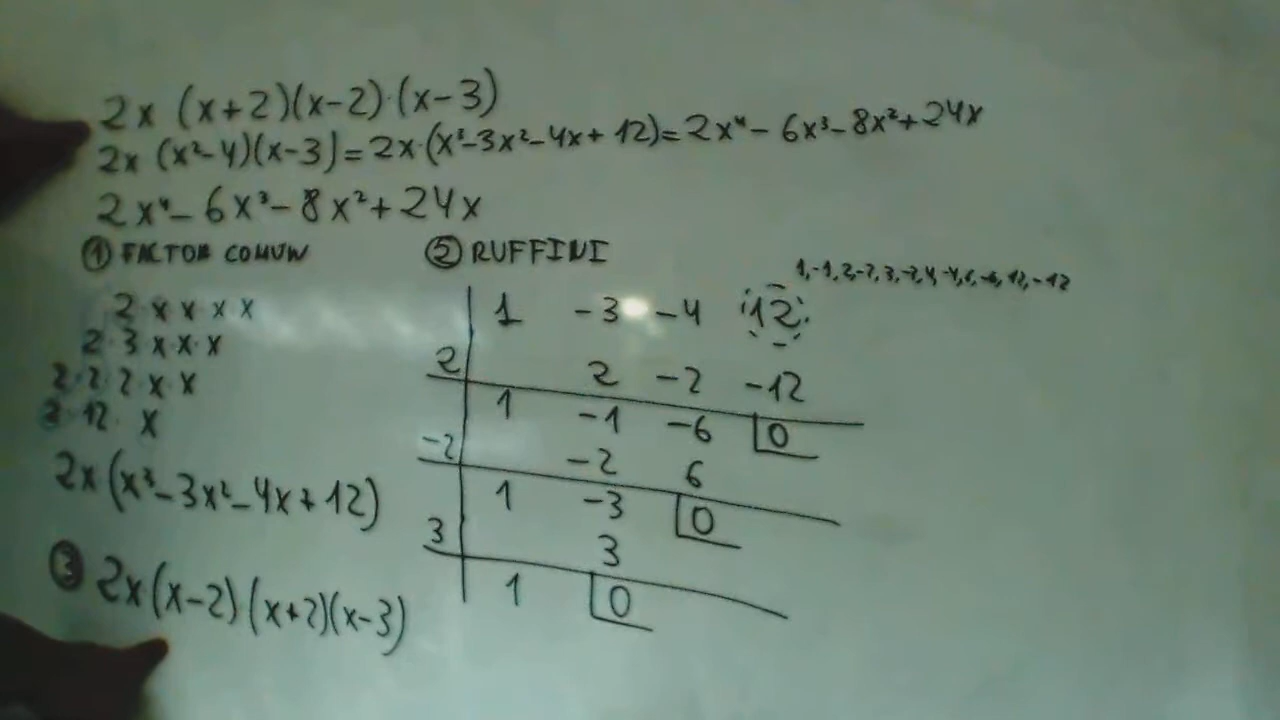 2x (x+2)(x-2)·(x-3)
2x (x²-4)(x-3)=2x·(x³-3x²-4x+12)=2x⁴-6x³-8x²+24x
2x⁴-6x³-8x²+24x
① FACTOR COMUN
2 x x x x
2·3 x x x
2·2·2 x x
2·12· x
2x(x³-3x²-4x+12)
③ 2x(x-2)(x+2)(x-3)
② RUFFINI
1,-1,2,-2,3,-3,4,-4,6,-6,12,-12
1 -3 -4 12
2 2 -2 -12
1 -1 -6 0
-2 -2 6
1 -3 0
3 3
1 0